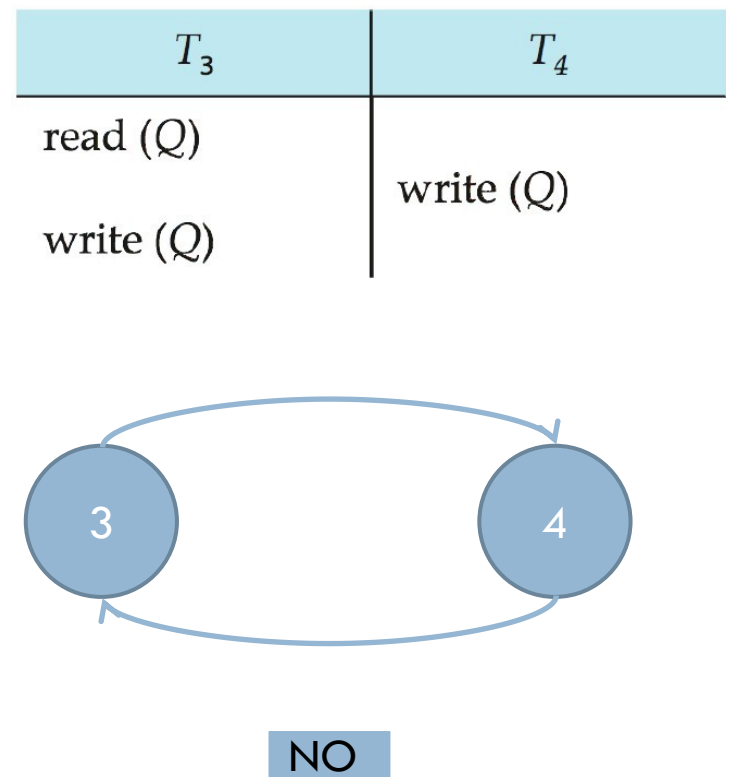 T₃ T₄
read (Q)
write (Q)
write (Q)
3 4
NO